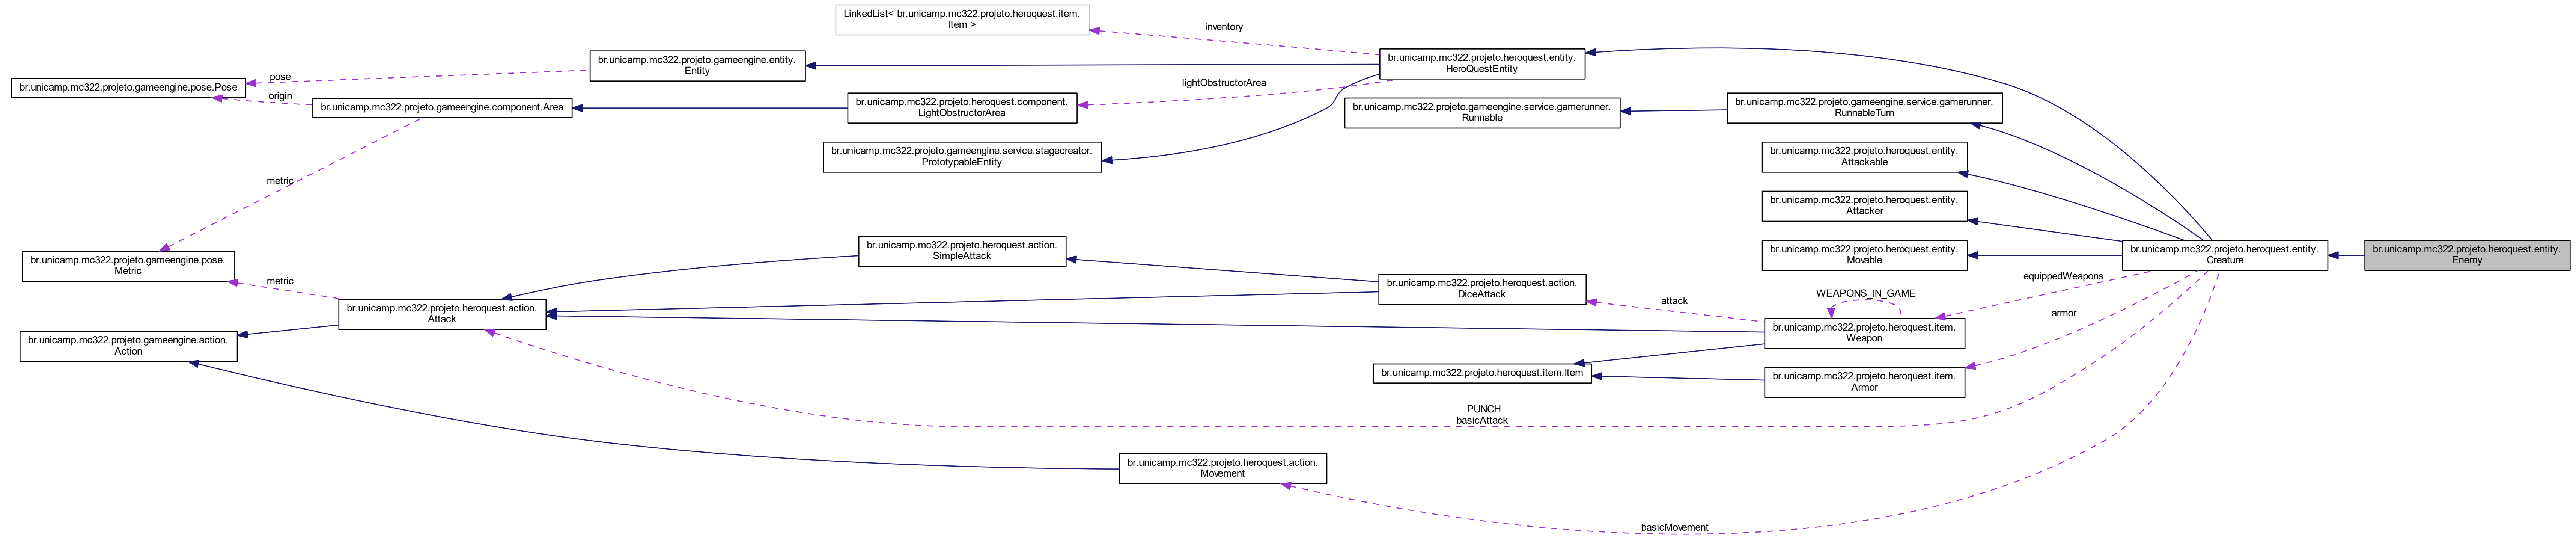 LinkedList< br.unicamp.mc322.projeto.heroquest.item.
Item >
inventory
br.unicamp.mc322.projeto.gameengine.entity.
Entity
br.unicamp.mc322.projeto.heroquest.entity.
HeroQuestEntity
pose
br.unicamp.mc322.projeto.gameengine.pose.Pose
origin
br.unicamp.mc322.projeto.gameengine.component.Area
br.unicamp.mc322.projeto.heroquest.component.
LightObstructorArea
lightObstructorArea
br.unicamp.mc322.projeto.gameengine.service.gamerunner.
Runnable
br.unicamp.mc322.projeto.gameengine.service.gamerunner.
RunnableTurn
br.unicamp.mc322.projeto.gameengine.service.stagecreator.
PrototypableEntity
br.unicamp.mc322.projeto.heroquest.entity.
Attackable
metric
br.unicamp.mc322.projeto.heroquest.entity.
Attacker
br.unicamp.mc322.projeto.gameengine.pose.
Metric
br.unicamp.mc322.projeto.heroquest.action.
SimpleAttack
br.unicamp.mc322.projeto.heroquest.entity.
Movable
br.unicamp.mc322.projeto.heroquest.entity.
Creature
br.unicamp.mc322.projeto.heroquest.entity.
Enemy
metric
br.unicamp.mc322.projeto.heroquest.action.
DiceAttack
equippedWeapons
br.unicamp.mc322.projeto.heroquest.action.
Attack
attack
WEAPONS_IN_GAME
armor
br.unicamp.mc322.projeto.heroquest.item.
Weapon
br.unicamp.mc322.projeto.gameengine.action.
Action
br.unicamp.mc322.projeto.heroquest.item.Item
br.unicamp.mc322.projeto.heroquest.item.
Armor
PUNCH
basicAttack
br.unicamp.mc322.projeto.heroquest.action.
Movement
basicMovement